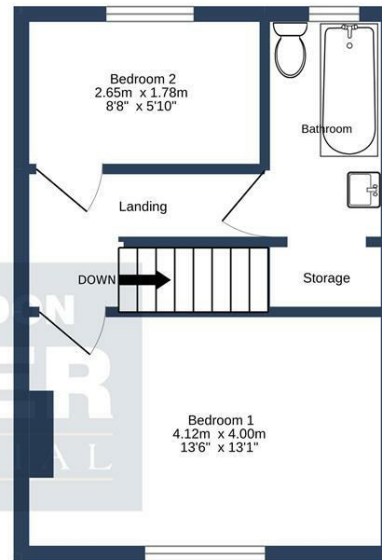 Bedroom 2
2.65m x 1.78m
8'8" x 5'10"
Bathroom
Landing
DOWN
Storage
Bedroom 1
4.12m x 4.00m
13'6" x 13'1"